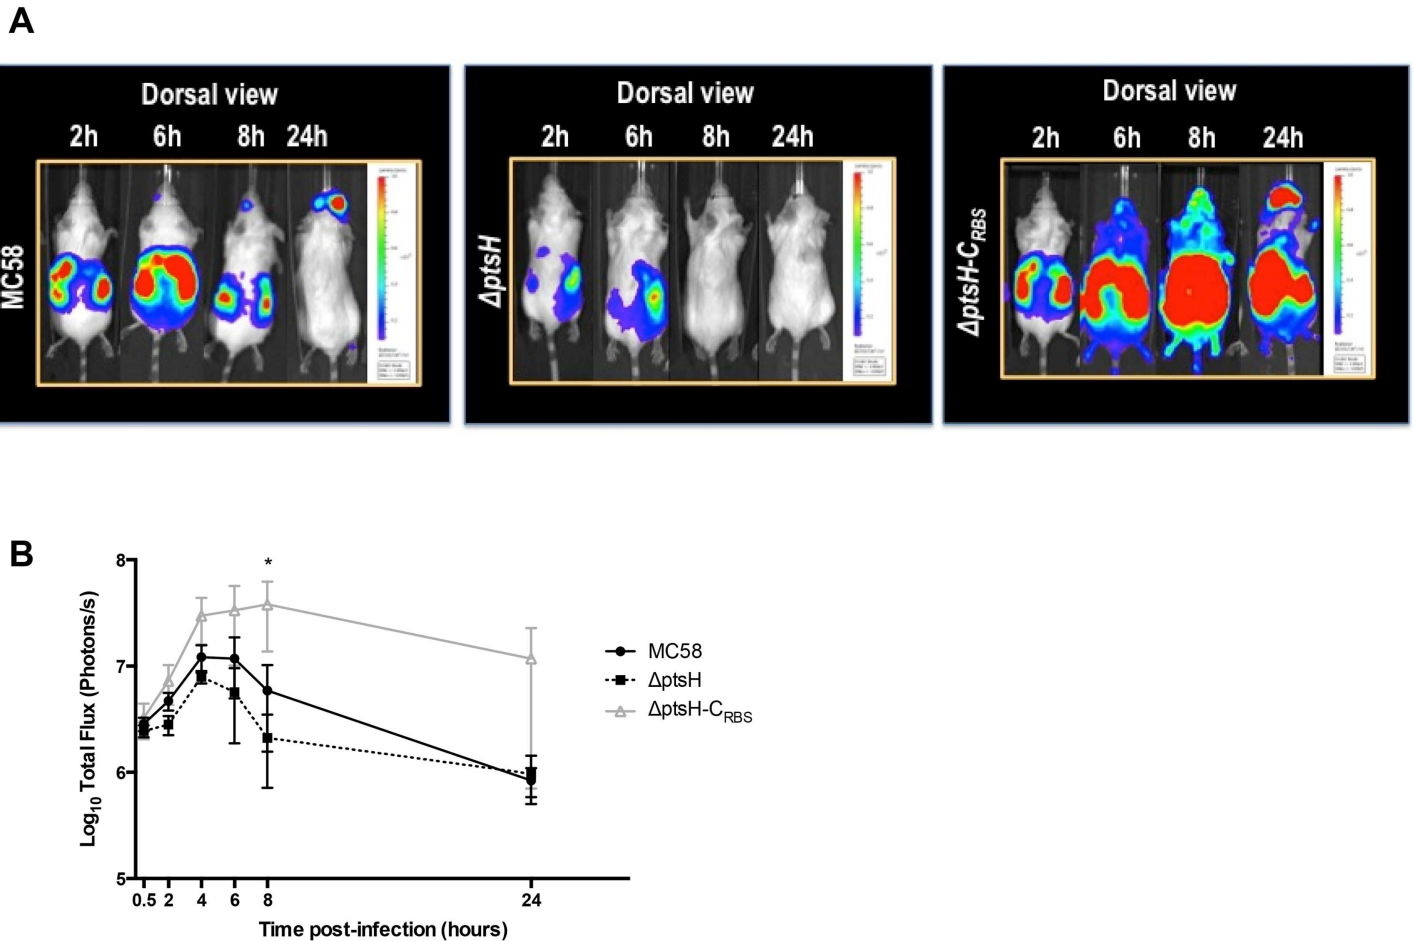 A
Dorsal view
2h 6h 8h 24h
MC58
Dorsal view
2h 6h 8h 24h
ΔptsH
Dorsal view
2h 6h 8h 24h
ΔptsH-CRBS
B
8
7
6
5
*
Log10 Total Flux (Photons/s)
0.5 2 4 6 8 24
Time post-infection (hours)
MC58
ΔptsH
ΔptsH-CRBS